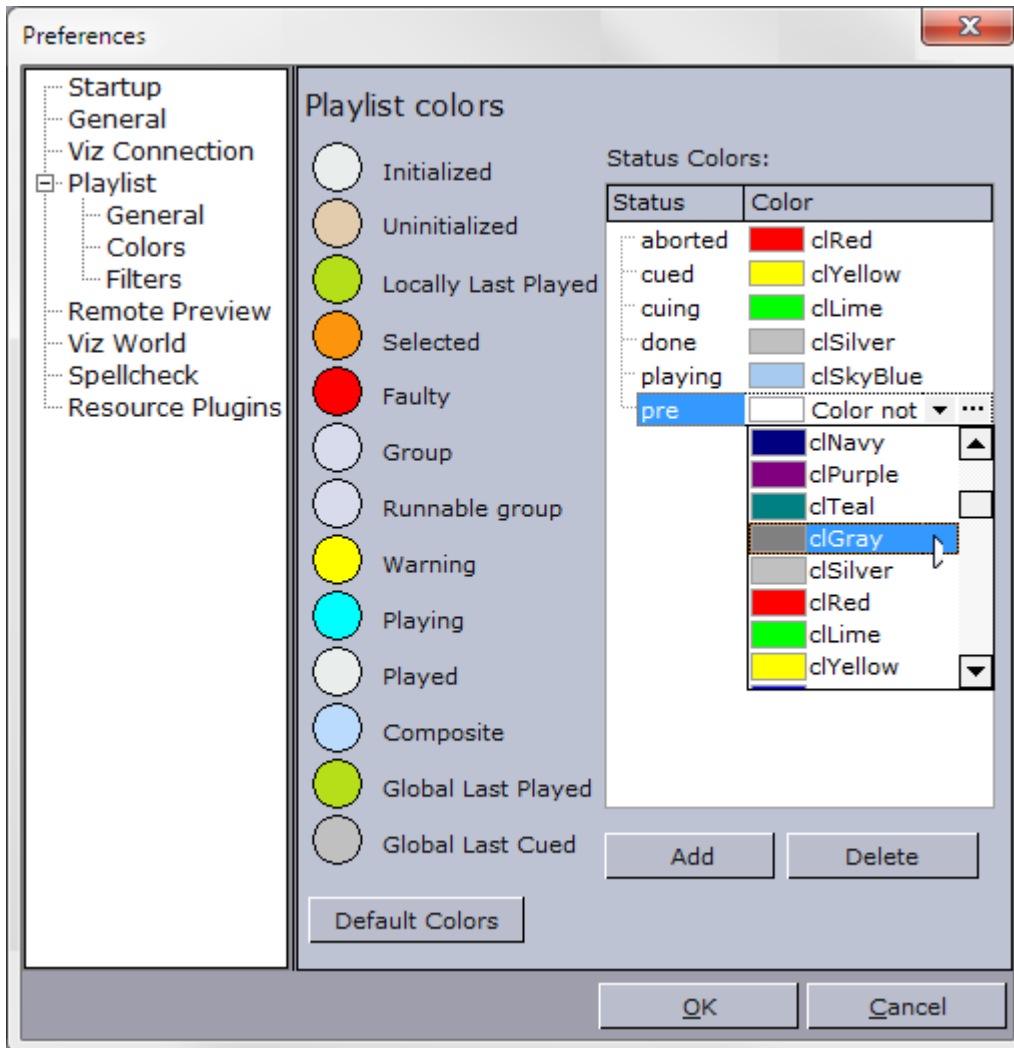 Preferences
Startup
General
Viz Connection
Playlist
General
Colors
Filters
Remote Preview
Viz World
Spellcheck
Resource Plugins
Playlist colors
Initialized
Uninitialized
Locally Last Played
Selected
Faulty
Group
Runnable group
Warning
Playing
Played
Composite
Global Last Played
Global Last Cued
Default Colors
Status Colors:
Status Color
aborted clRed
cued clYellow
cuing clLime
done clSilver
playing clSkyBlue
pre Color not ...
clNavy
clPurple
clTeal
clGray
clSilver
clRed
clLime
clYellow
Add Delete
OK Cancel